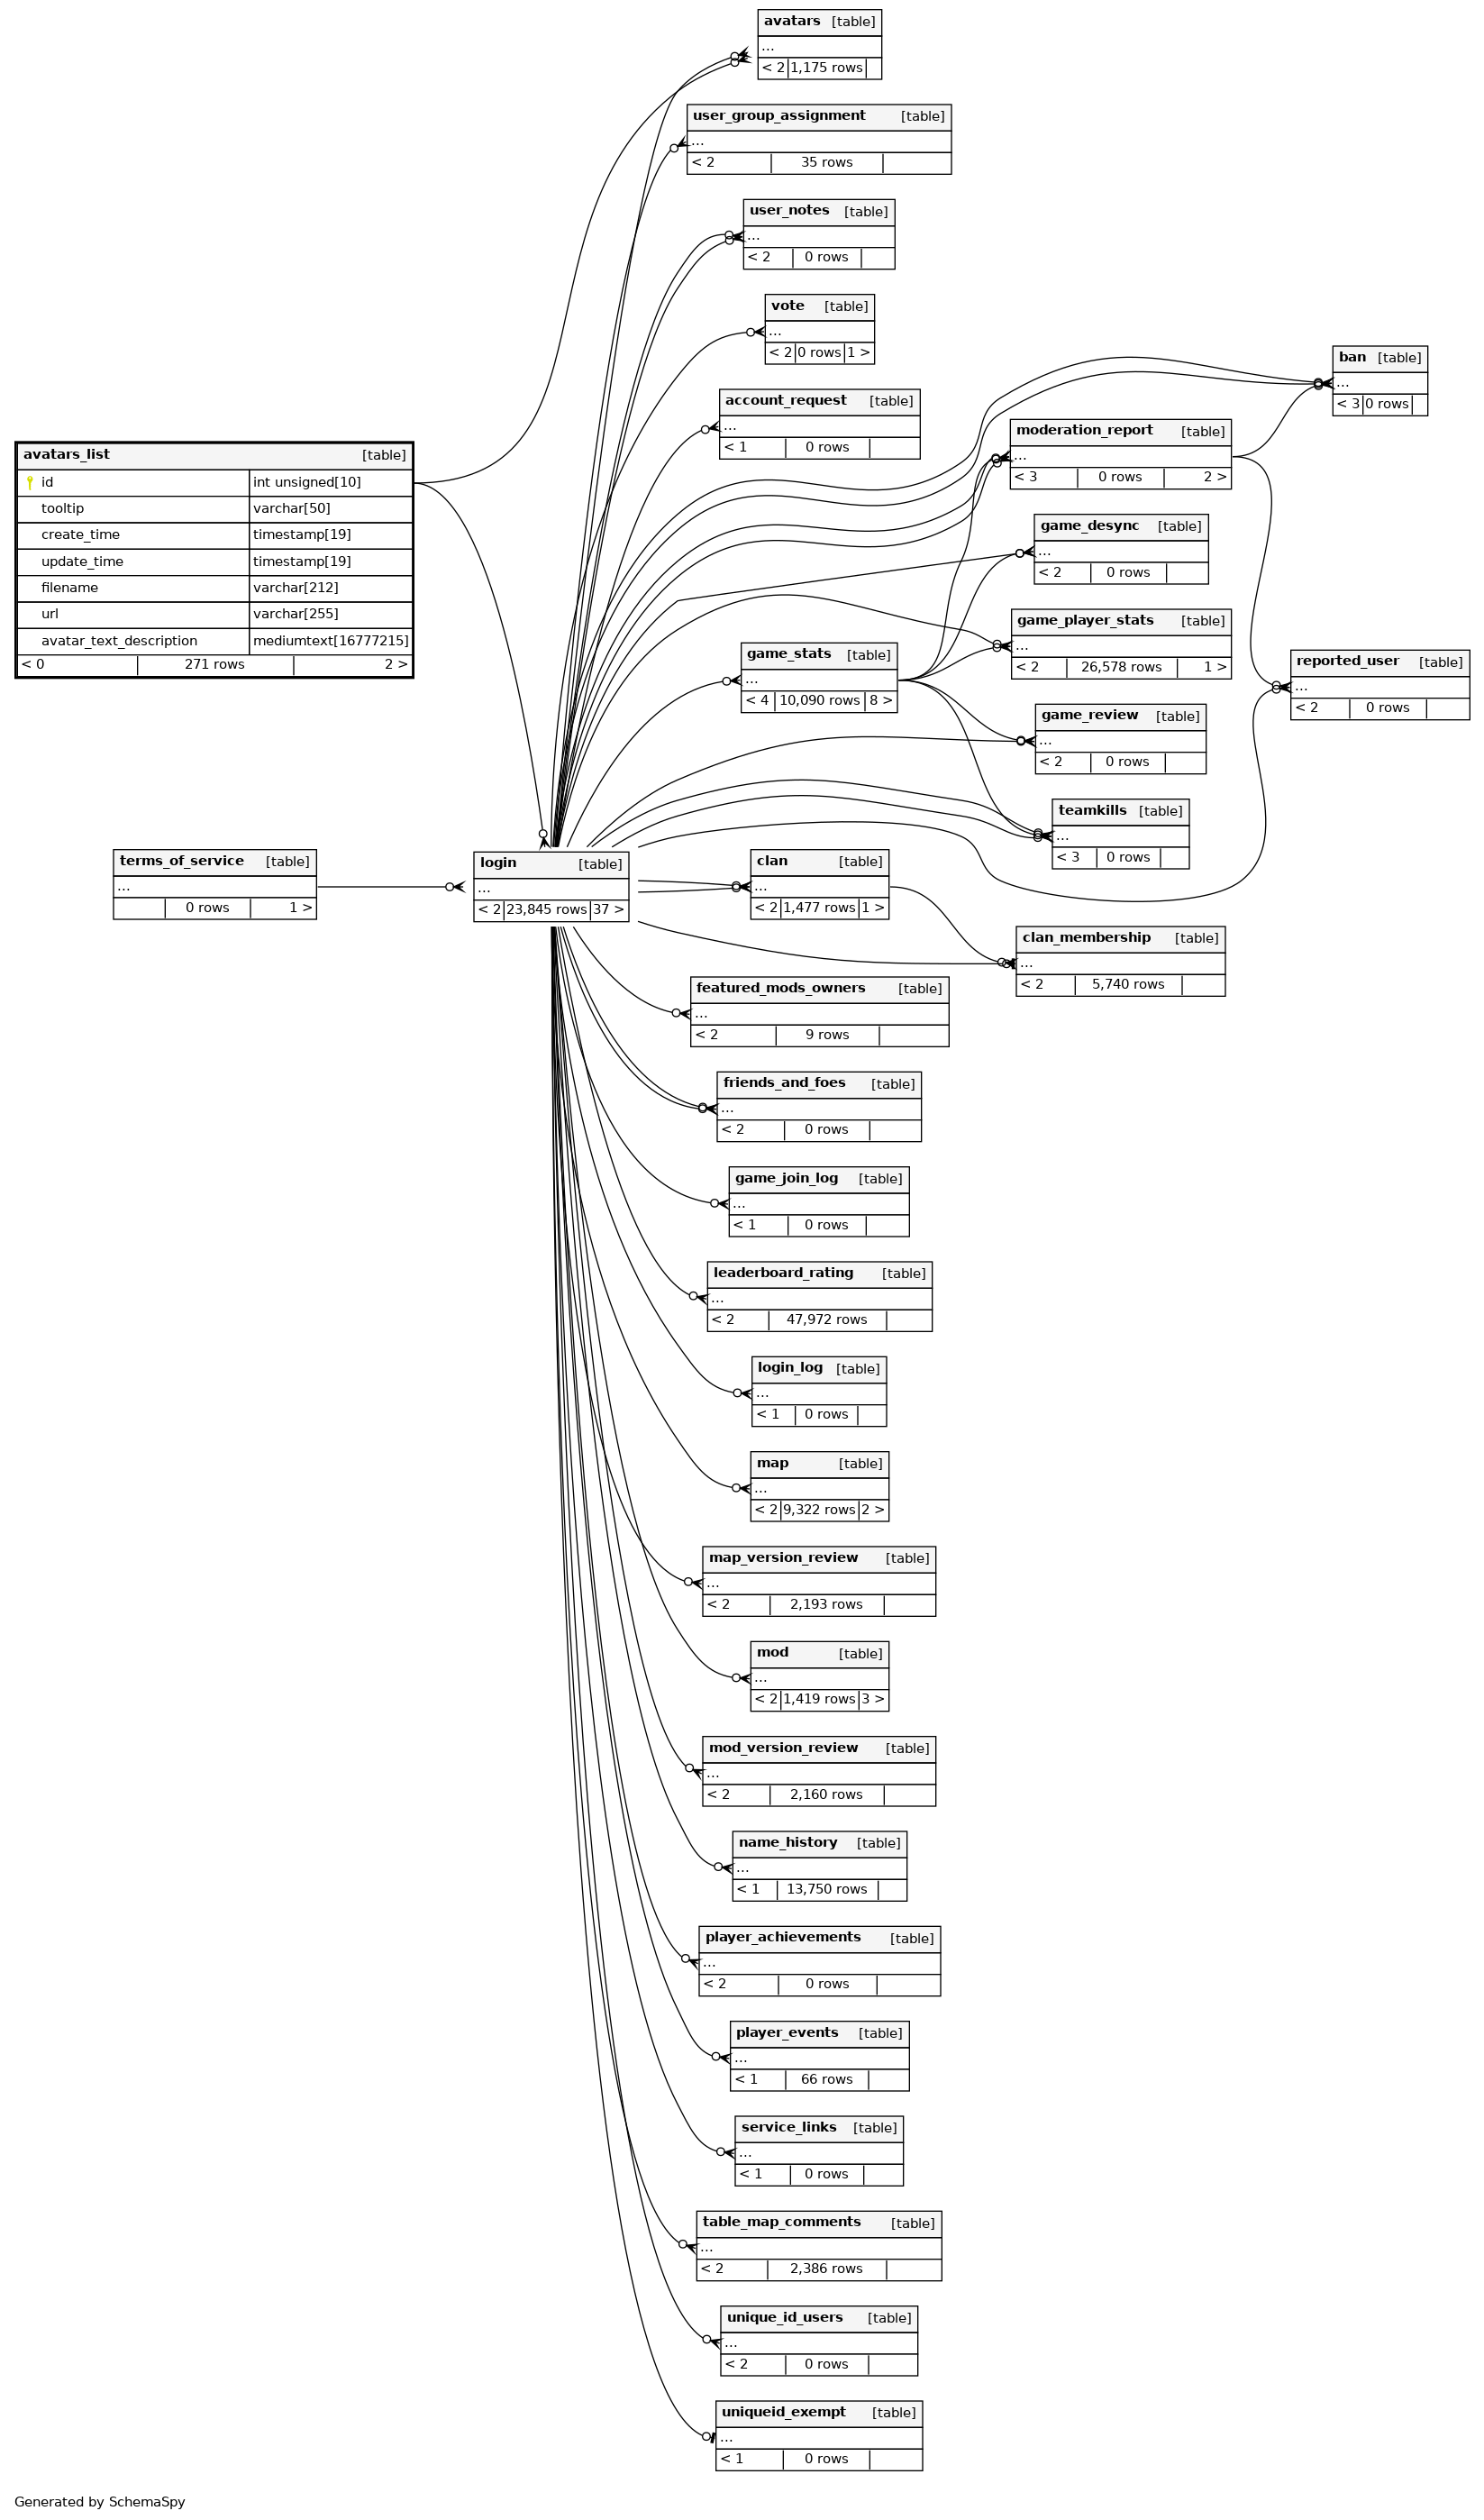 avatars [table]
...
< 2 1,175 rows
user_group_assignment [table]
...
< 2 35 rows
user_notes [table]
...
< 2 0 rows
vote [table]
...
< 2 0 rows 1 >
account_request [table]
...
< 1 0 rows
ban [table]
...
< 3 0 rows
moderation_report [table]
...
< 3 0 rows 2 >
avatars_list [table]
id int unsigned[10]
tooltip varchar[50]
create_time timestamp[19]
update_time timestamp[19]
filename varchar[212]
url varchar[255]
avatar_text_description mediumtext[16777215]
< 0 271 rows 2 >
game_desync [table]
...
< 2 0 rows
game_player_stats [table]
...
< 2 26,578 rows 1 >
game_stats [table]
...
< 4 10,090 rows 8 >
reported_user [table]
...
< 2 0 rows
game_review [table]
...
< 2 0 rows
teamkills [table]
...
< 3 0 rows
terms_of_service [table]
...
0 rows 1 >
login [table]
...
< 2 23,845 rows 37 >
clan [table]
...
< 2 1,477 rows 1 >
clan_membership [table]
...
< 2 5,740 rows
featured_mods_owners [table]
...
< 2 9 rows
friends_and_foes [table]
...
< 2 0 rows
game_join_log [table]
...
< 1 0 rows
leaderboard_rating [table]
...
< 2 47,972 rows
login_log [table]
...
< 1 0 rows
map [table]
...
< 2 9,322 rows 2 >
map_version_review [table]
...
< 2 2,193 rows
mod [table]
...
< 2 1,419 rows 3 >
mod_version_review [table]
...
< 2 2,160 rows
name_history [table]
...
< 1 13,750 rows
player_achievements [table]
...
< 2 0 rows
player_events [table]
...
< 1 66 rows
service_links [table]
...
< 1 0 rows
table_map_comments [table]
...
< 2 2,386 rows
unique_id_users [table]
...
< 2 0 rows
uniqueid_exempt [table]
...
< 1 0 rows
Generated by SchemaSpy